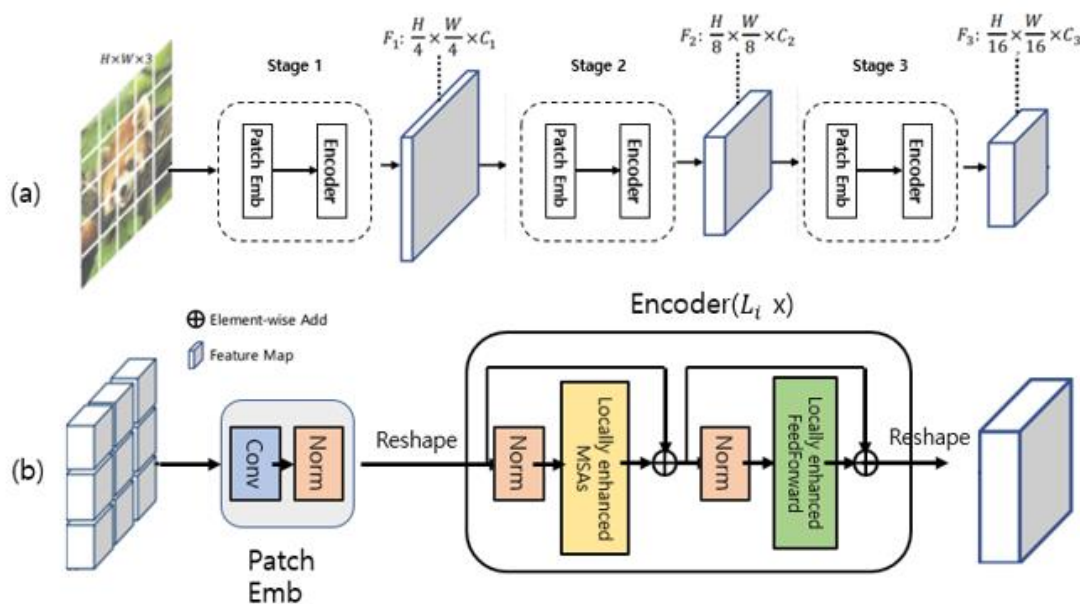 H×W×3
F₁: H/4 × W/4 × C₁
F₂: H/8 × W/8 × C₂
F₃: H/16 × W/16 × C₃
Stage 1
Stage 2
Stage 3
(a)
Patch Emb
Encoder
Patch Emb
Encoder
Patch Emb
Encoder
Element-wise Add
Feature Map
Encoder(Lᵢ x)
(b)
Conv
Norm
Patch
Emb
Reshape
Norm
Locally enhanced
MSAs
Norm
Locally enhanced
FeedForward
Reshape